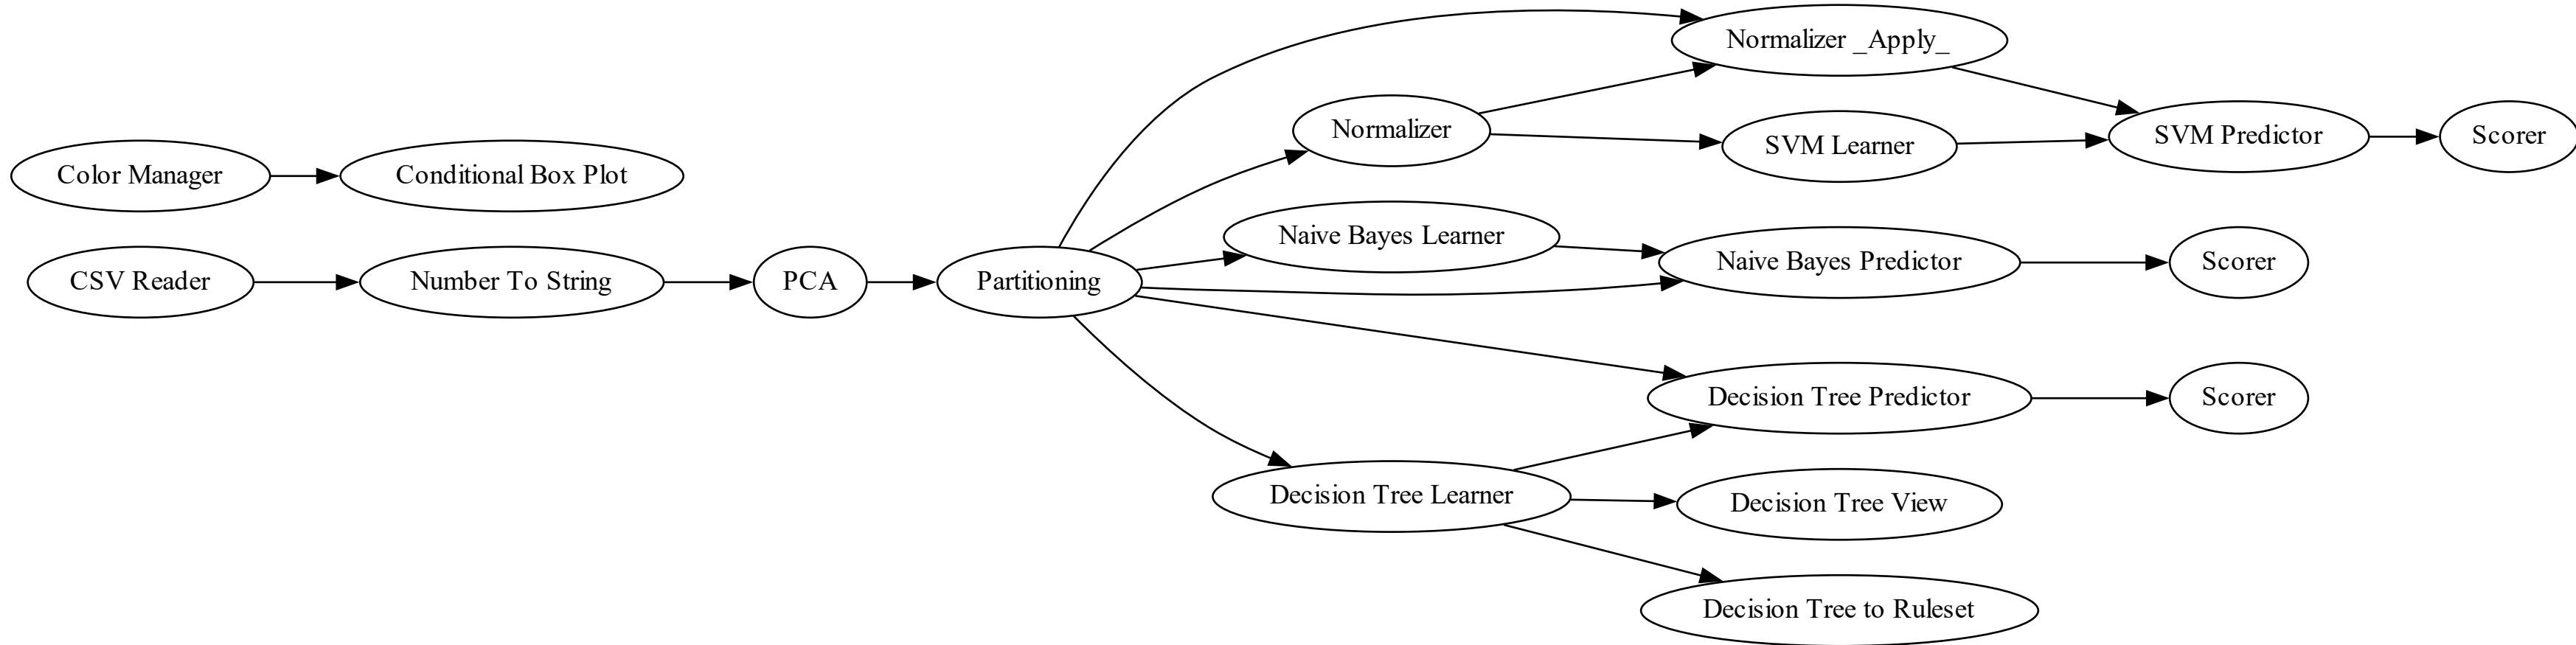 Color Manager
Conditional Box Plot
CSV Reader
Number To String
PCA
Partitioning
Normalizer _Apply_
Normalizer
SVM Learner
SVM Predictor
Scorer
Naive Bayes Learner
Naive Bayes Predictor
Scorer
Decision Tree Predictor
Scorer
Decision Tree Learner
Decision Tree View
Decision Tree to Ruleset